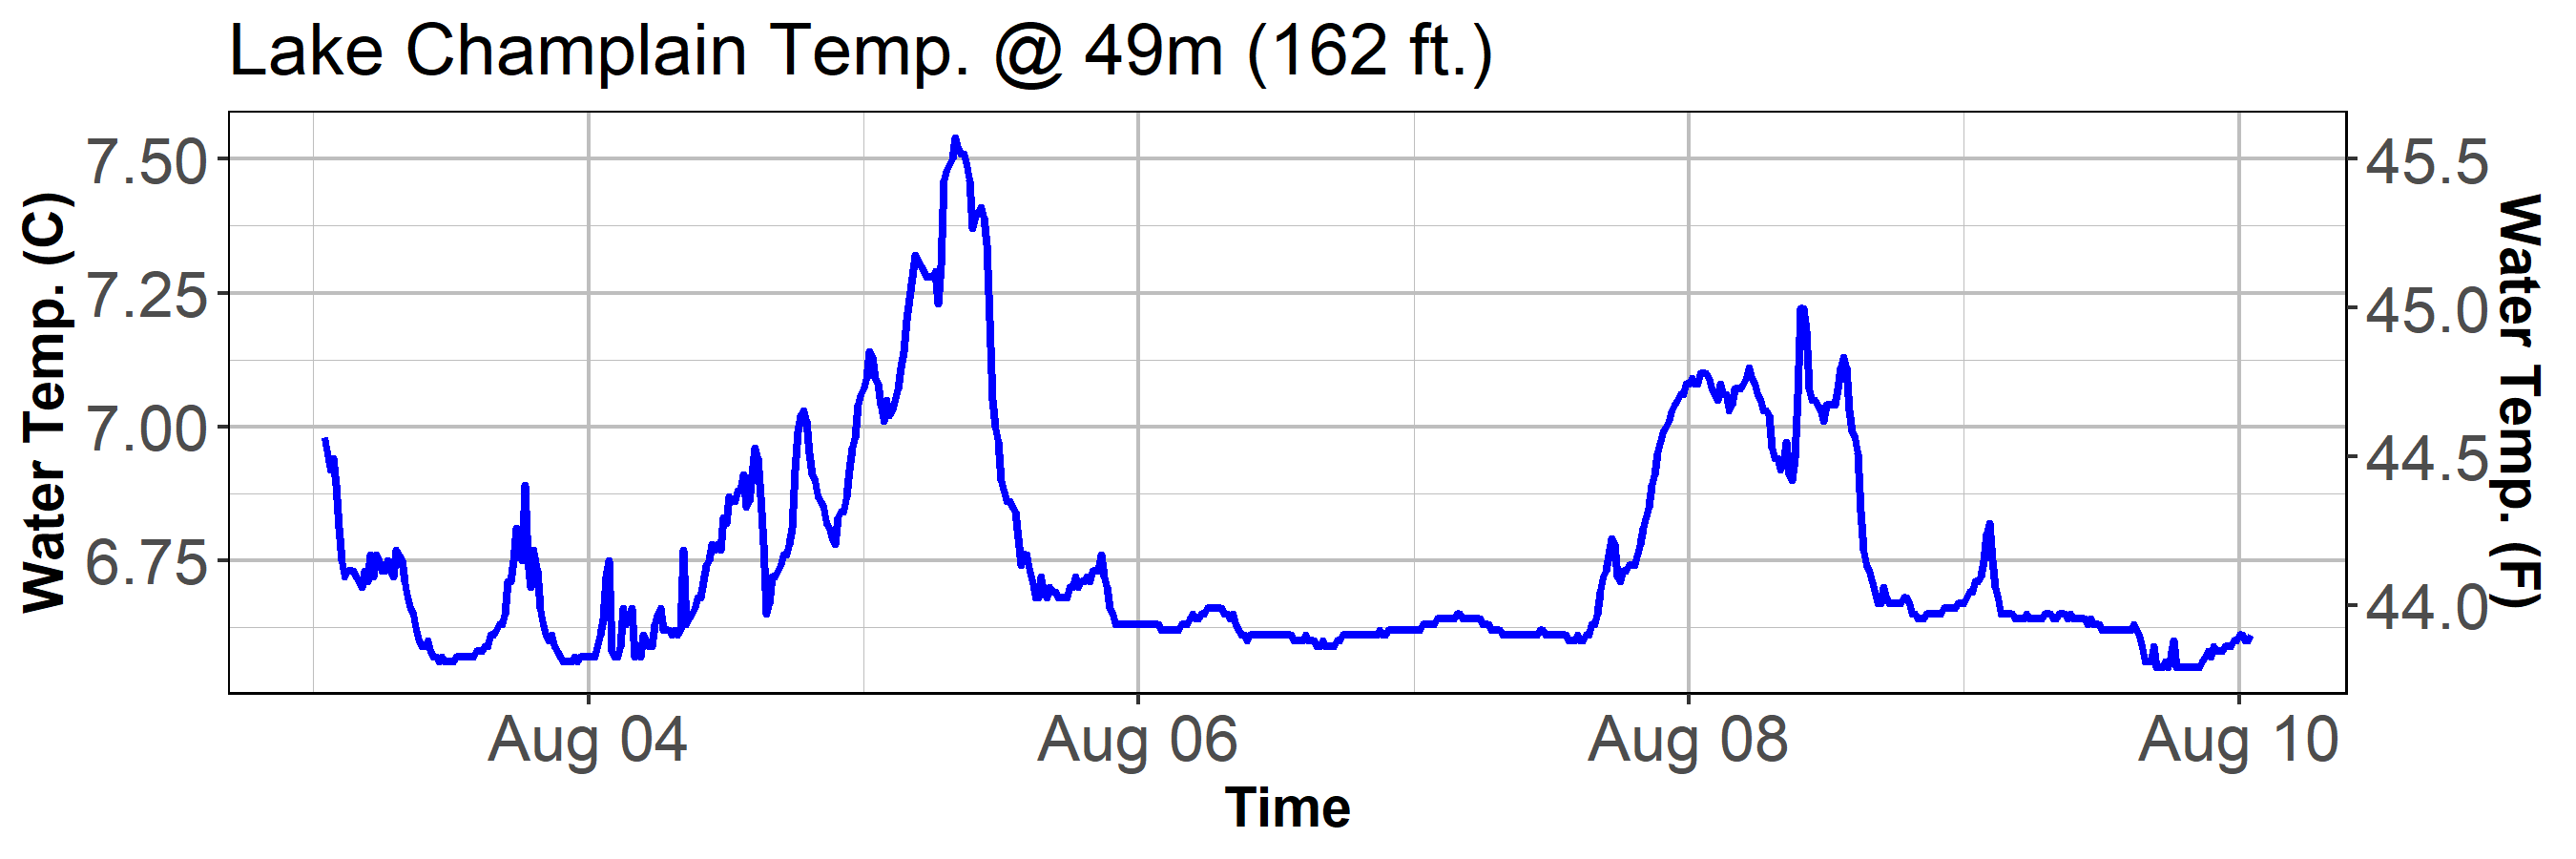 Lake Champlain Temp. @ 49m (162 ft.)
Water Temp. (C)
7.50
7.25
7.00
6.75
45.5
45.0
44.5
44.0
Water Temp. (F)
Aug 04 Aug 06 Aug 08 Aug 10
Time